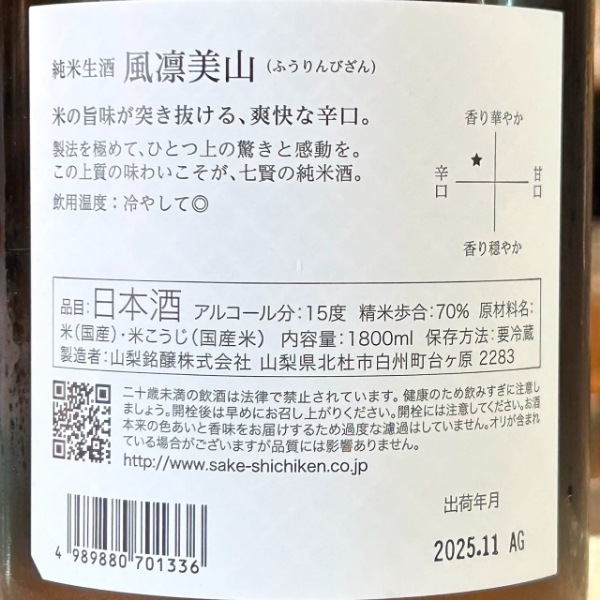 純米生酒 風凛美山 (ふうりんびざん)
米の旨味が突き抜ける、爽快な辛口。
製法を極めて、ひとつ上の驚きと感動を。
この上質の味わいこそが、七賢の純米酒。
飲用温度：冷やして◎
香り華やか
辛口
甘口
香り穏やか
品目：日本酒 アルコール分：15度 精米歩合：70% 原材料名：
米（国産）・米こうじ（国産米） 内容量：1800ml 保存方法：要冷蔵
製造者：山梨銘醸株式会社 山梨県北杜市白州町台ヶ原 2283
二十歳未満の飲酒は法律で禁止されています。健康のため飲みすぎに注意し
ましょう。開栓後は早めにお召し上がりください。開栓には注意してください。お酒
本来の色あいと香味をお届けするため過度な濾過はしていません。オリが含まれ
ている場合がございますが品質には影響ありません。
http://www.sake-shichiken.co.jp
4 989880 701336
出荷年月
2025.11 AG